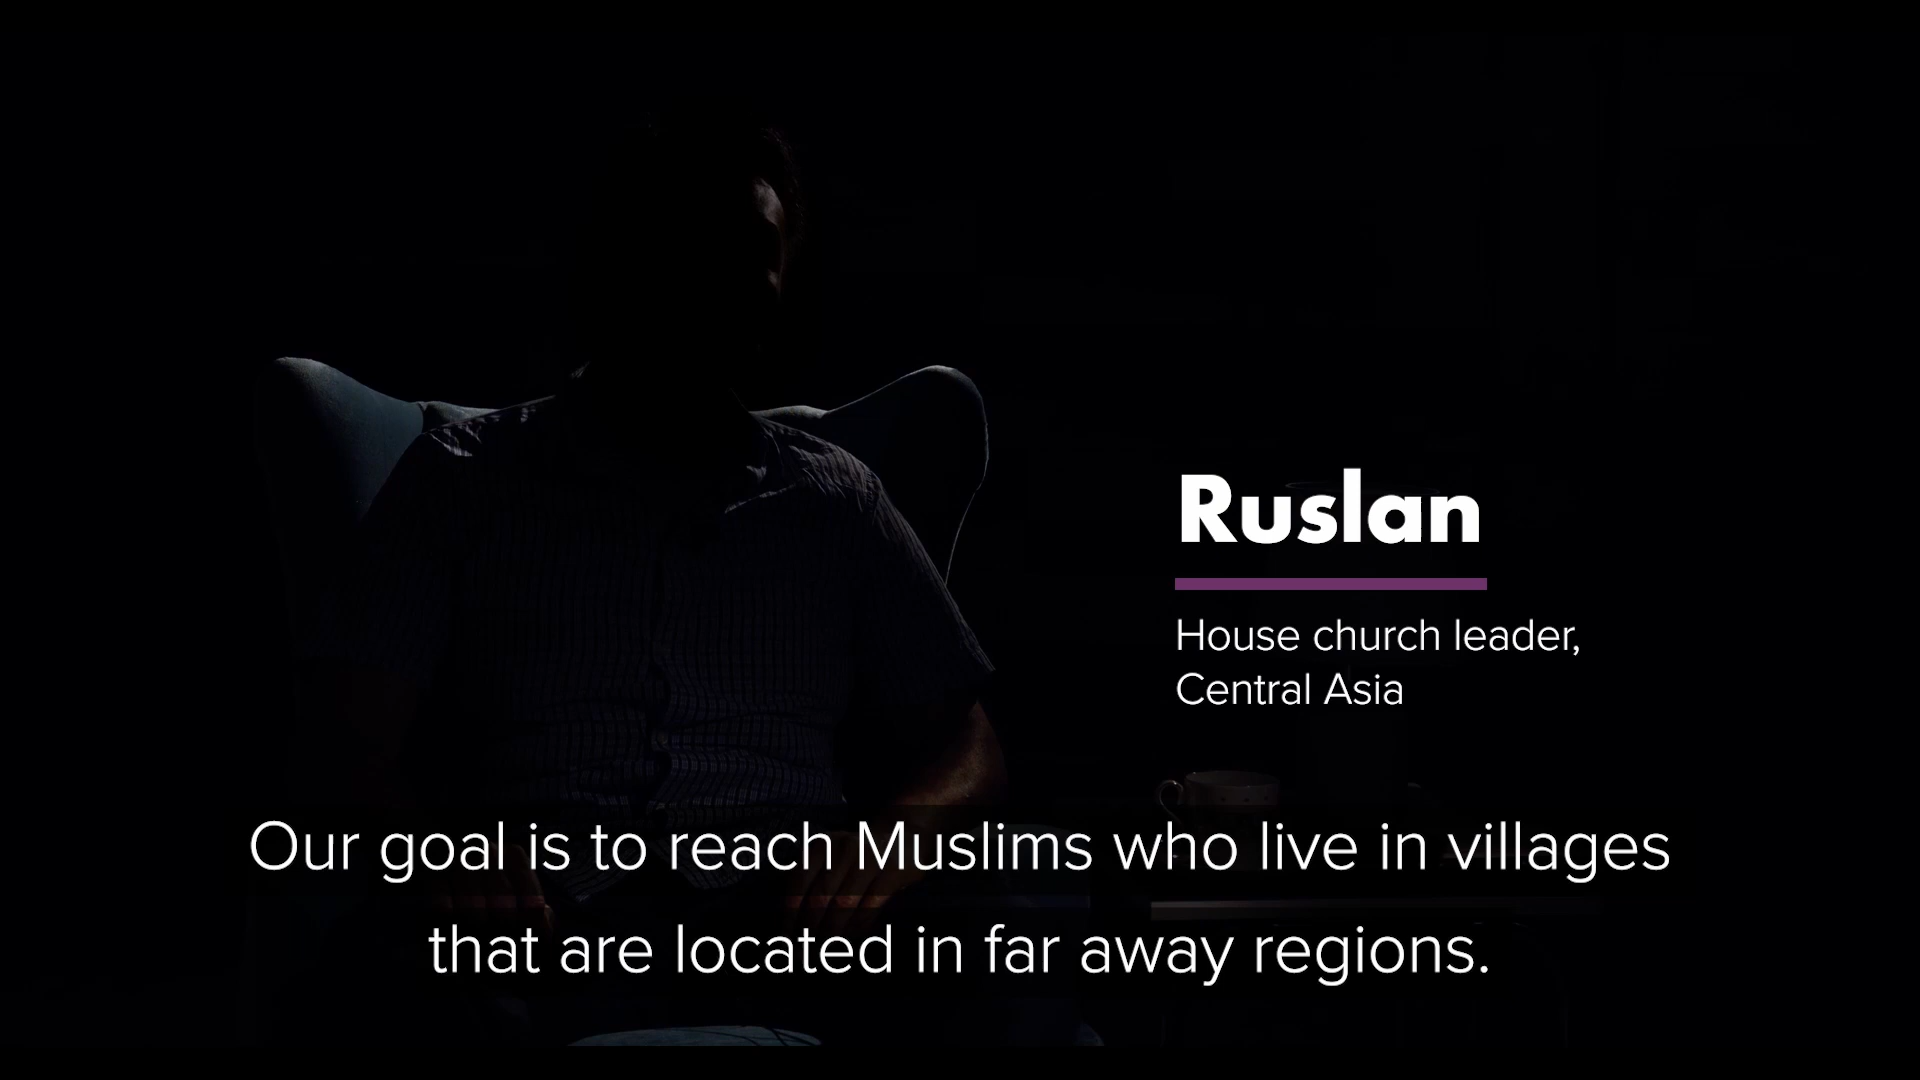 Ruslan
House church leader,
Central Asia
Our goal is to reach Muslims who live in villages
that are located in far away regions.